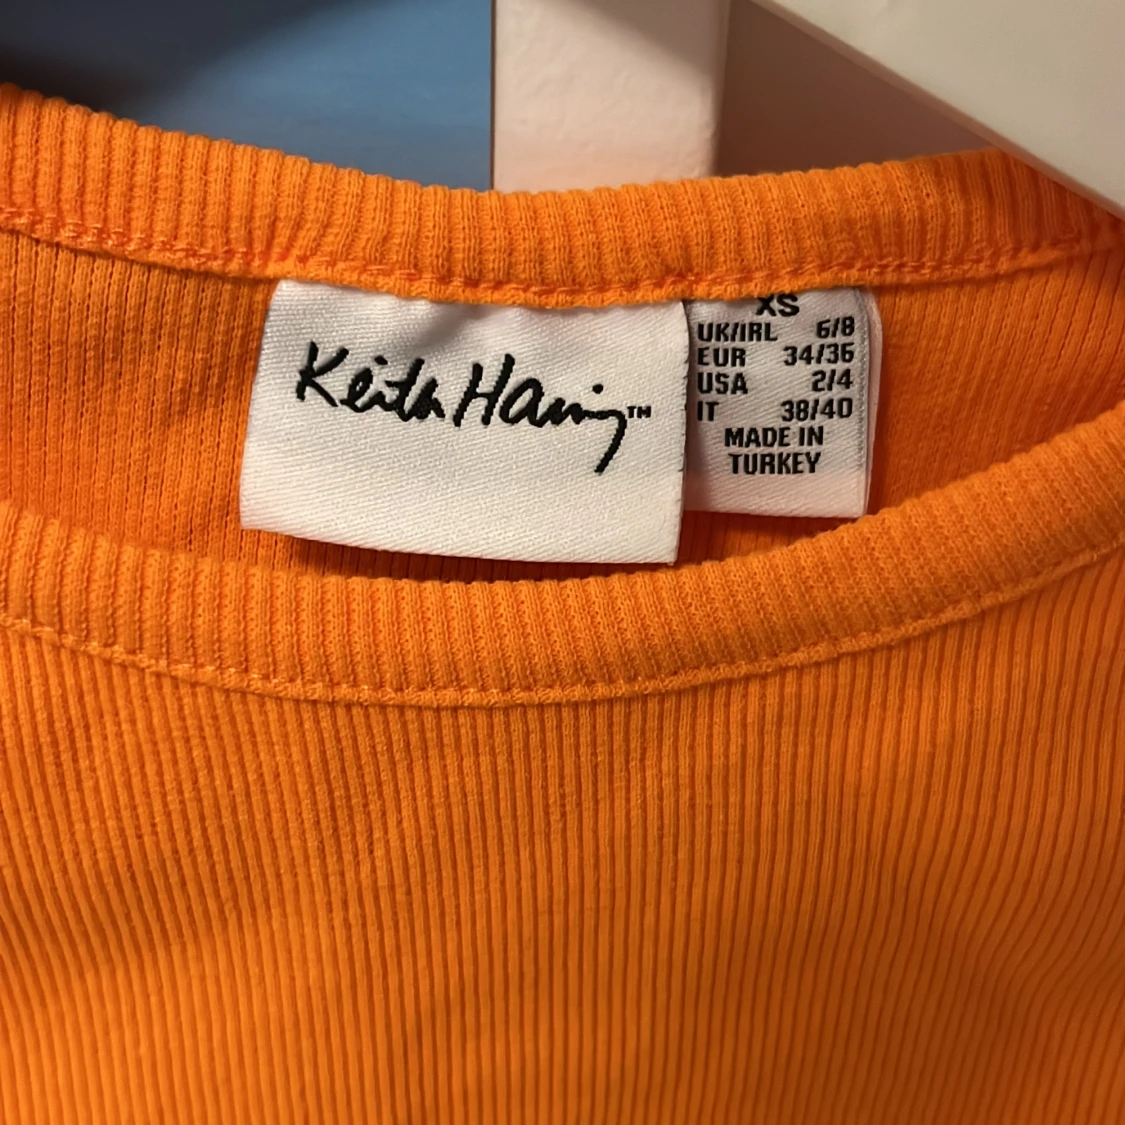 Keith Haring™
XS
UK/IRL 6/8
EUR 34/36
USA 2/4
IT 38/40
MADE IN
TURKEY